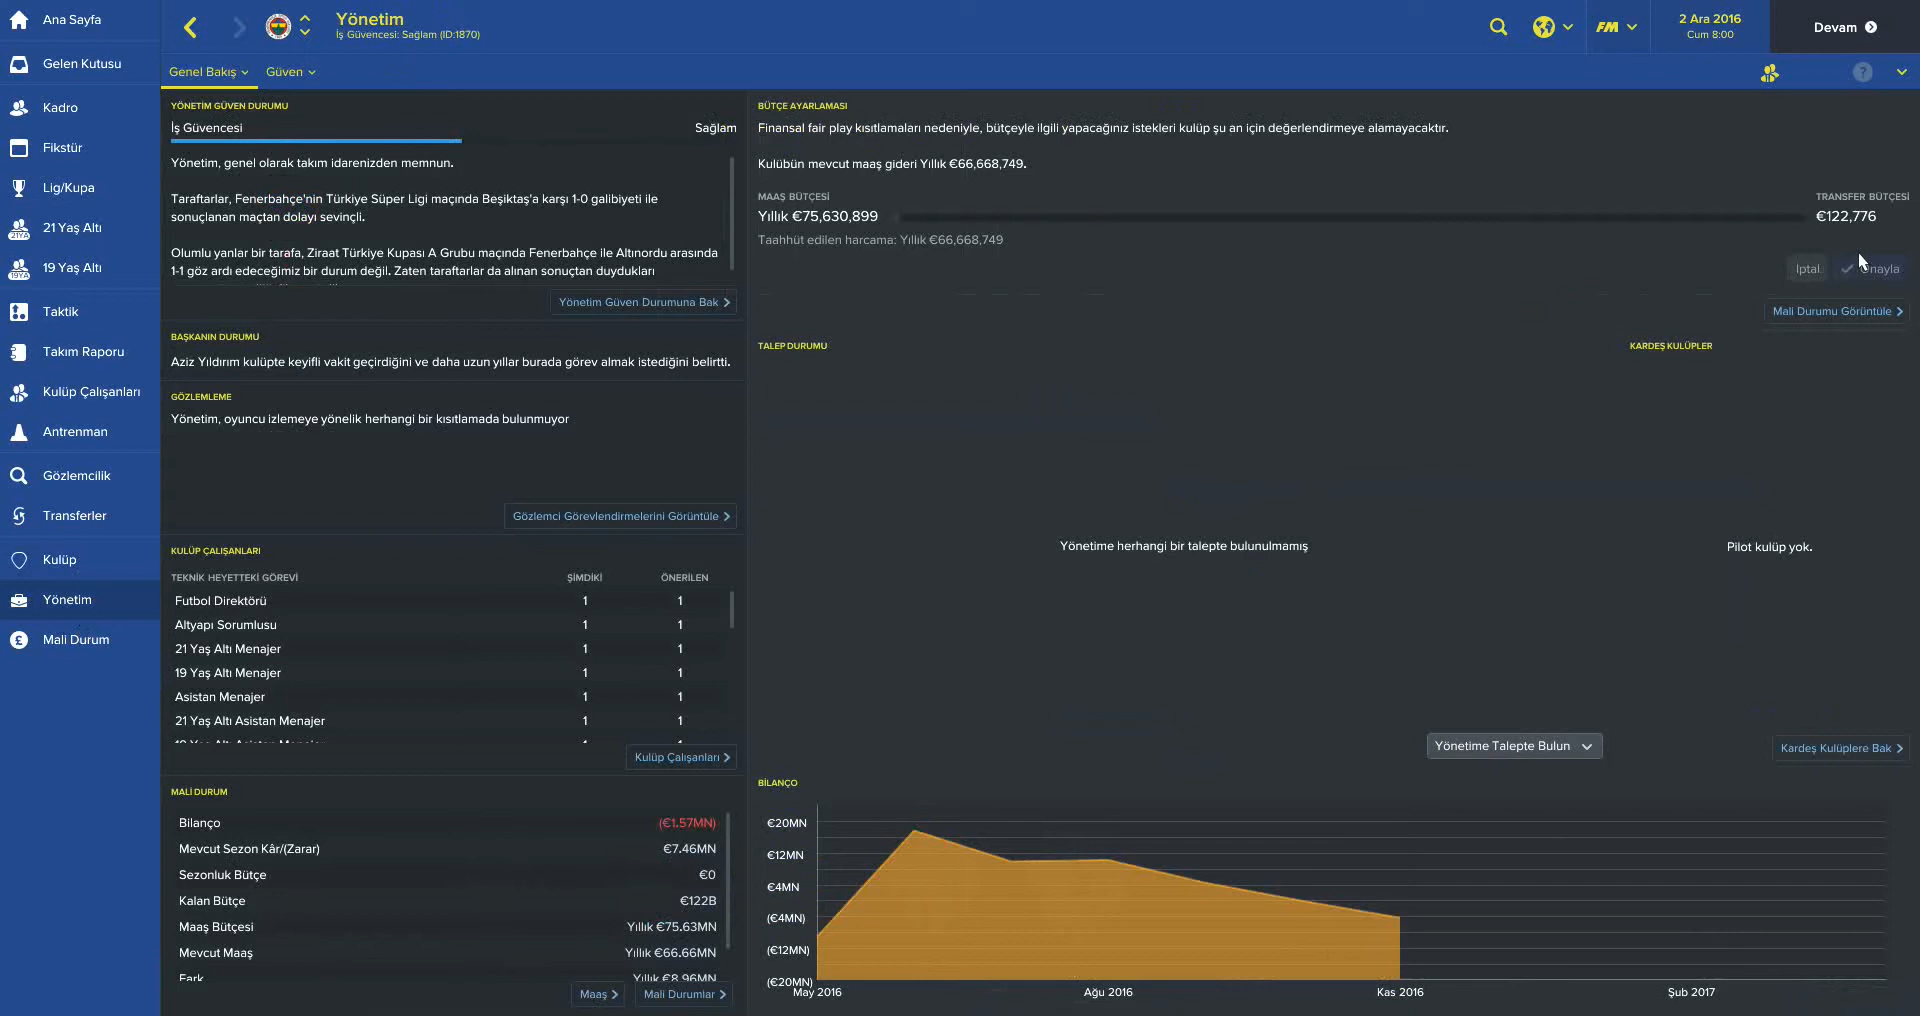 Ana Sayfa
Gelen Kutusu
Kadro
Fikstür
Lig/Kupa
21 Yaş Altı
19 Yaş Altı
Taktik
Takım Raporu
Kulüp Çalışanları
Antrenman
Gözlemcilik
Transferler
Kulüp
Yönetim
Mali Durum
Yönetim
İş Güvencesi: Sağlam (ID:1870)
FM
2 Ara 2016
Cum 8:00
Devam
Genel Bakış
Güven
YÖNETİM GÜVEN DURUMU
İş Güvencesi
Sağlam
Yönetim, genel olarak takım idarenizden memnun.
Taraftarlar, Fenerbahçe'nin Türkiye Süper Ligi maçında Beşiktaş'a karşı 1-0 galibiyeti ile
sonuçlanan maçtan dolayı sevinçli.
Olumlu yanlar bir tarafa, Ziraat Türkiye Kupası A Grubu maçında Fenerbahçe ile Altınordu arasında
1-1 göz ardı edeceğimiz bir durum değil. Zaten taraftarlar da alınan sonuçtan duydukları
Yönetim Güven Durumuna Bak
BAŞKANIN DURUMU
Aziz Yıldırım kulüpte keyifli vakit geçirdiğini ve daha uzun yıllar burada görev almak istediğini belirtti.
GÖZLEMLEME
Yönetim, oyuncu izlemeye yönelik herhangi bir kısıtlamada bulunmuyor
Gözlemci Görevlendirmelerini Görüntüle
KULÜP ÇALIŞANLARI
TEKNİK HEYETTEKİ GÖREVİ ŞİMDİKİ ÖNERİLEN
Futbol Direktörü 1 1
Altyapı Sorumlusu 1 1
21 Yaş Altı Menajer 1 1
19 Yaş Altı Menajer 1 1
Asistan Menajer 1 1
21 Yaş Altı Asistan Menajer 1 1
Kulüp Çalışanları
MALİ DURUM
Bilanço (€1.57MN)
Mevcut Sezon Kâr/(Zarar) €7.46MN
Sezonluk Bütçe €0
Kalan Bütçe €122B
Maaş Bütçesi Yıllık €75.63MN
Mevcut Maaş Yıllık €66.66MN
Fark Yıllık €8.96MN
Maaş
Mali Durumlar
BÜTÇE AYARLAMASI
Finansal fair play kısıtlamaları nedeniyle, bütçeyle ilgili yapacağınız istekleri kulüp şu an için değerlendirmeye alamayacaktır.
Kulübün mevcut maaş gideri Yıllık €66,668,749.
MAAŞ BÜTÇESİ TRANSFER BÜTÇESİ
Yıllık €75,630,899 €122,776
Taahhüt edilen harcama: Yıllık €66,668,749
İptal
Mali Durumu Görüntüle
TALEP DURUMU
Yönetime herhangi bir talepte bulunulmamış
Yönetime Talepte Bulun
KARDEŞ KULÜPLER
Pilot kulüp yok.
Kardeş Kulüplere Bak
BİLANÇO
€20MN
€12MN
€4MN
(€4MN)
(€12MN)
(€20MN)
May 2016 Ağu 2016 Kas 2016 Şub 2017